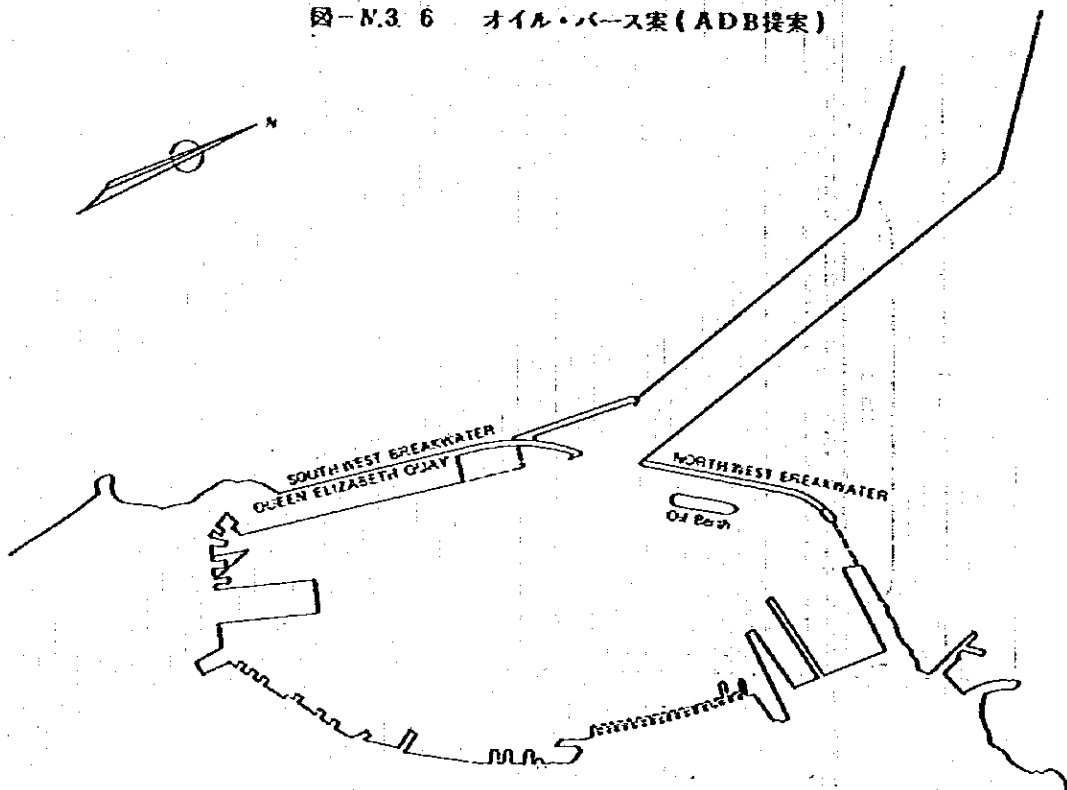 図-Ⅳ.3.6 オイル・バース案(ADB提案)
N
SOUTH WEST BREAKWATER
QUEEN ELIZABETH QUAY
NORTH WEST BREAKWATER
Oil Berth